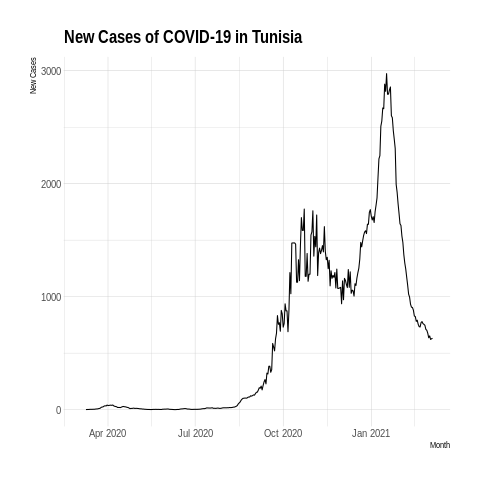 New Cases of COVID-19 in Tunisia
New Cases
3000
2000
1000
0
Apr 2020
Jul 2020
Oct 2020
Jan 2021
Month